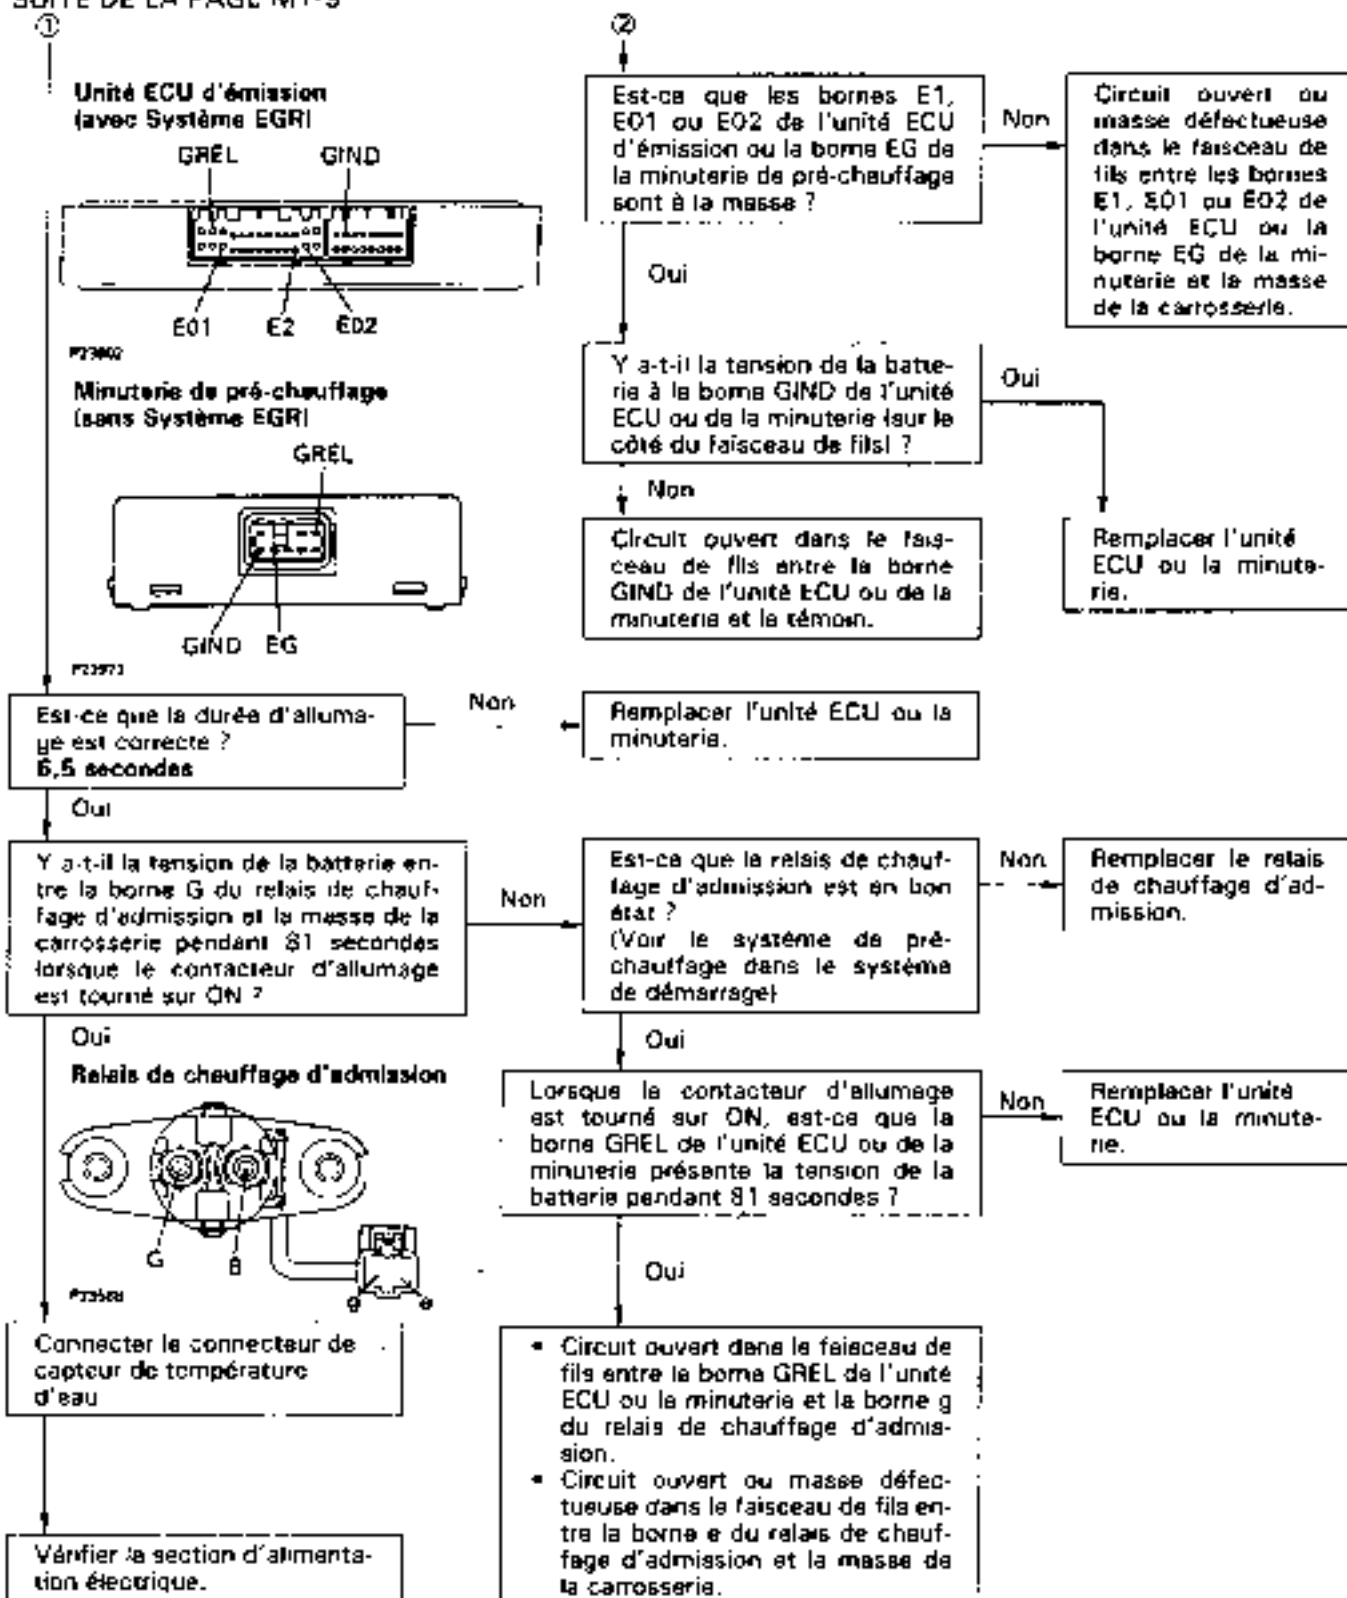 SUITE DE LA PAGE
①
Unité ECU d'émission
(avec Système EGR)
GREL GIND
E01 E2 E02
Minuterie de pré-chauffage
(sans Système EGR)
GREL
GIND EG
Est-ce que la durée d'alluma-
ge est correcte ?
6,5 secondes
Oui
Non
Remplacer l'unité ECU ou la
minuterie.
Y a-t-il la tension de la batterie en-
tre la borne G du relais de chauf-
fage d'admission et la masse de la
carrosserie pendant 81 secondes
lorsque le contacteur d'allumage
est tourné sur ON ?
Oui
Non
Relais de chauffage d'admission
G B
g e
Connecter le connecteur de
capteur de température
d'eau
Vérifier la section d'alimenta-
tion électrique.
②
Est-ce que les bornes E1,
E01 ou E02 de l'unité ECU
d'émission ou la borne EG de
la minuterie de pré-chauffage
sont à la masse ?
Non
Circuit ouvert ou
masse défectueuse
dans le faisceau de
fils entre les bornes
E1, E01 ou E02 de
l'unité ECU ou la
borne EG de la mi-
nuterie et la masse
de la carrosserie.
Oui
Y a-t-il la tension de la batte-
rie à la borne GIND de l'unité
ECU ou de la minuterie (sur le
côté du faisceau de fils) ?
Oui
Remplacer l'unité
ECU ou la minute-
rie.
Non
Circuit ouvert dans le fais-
ceau de fils entre la borne
GIND de l'unité ECU ou de la
minuterie et le témoin.
Est-ce que le relais de chauf-
fage d'admission est en bon
état ?
(Voir le système de pré-
chauffage dans le système
de démarrage)
Non
Remplacer le relais
de chauffage d'ad-
mission.
Oui
Lorsque le contacteur d'allumage
est tourné sur ON, est-ce que la
borne GREL de l'unité ECU ou de la
minuterie présente la tension de la
batterie pendant 81 secondes ?
Non
Remplacer l'unité
ECU ou la minute-
rie.
Oui
• Circuit ouvert dans le faisceau de
fils entre la borne GREL de l'unité
ECU ou la minuterie et la borne g
du relais de chauffage d'admis-
sion.
• Circuit ouvert ou masse défec-
tueuse dans le faisceau de fils en-
tre la borne e du relais de chauf-
fage d'admission et la masse de
la carrosserie.